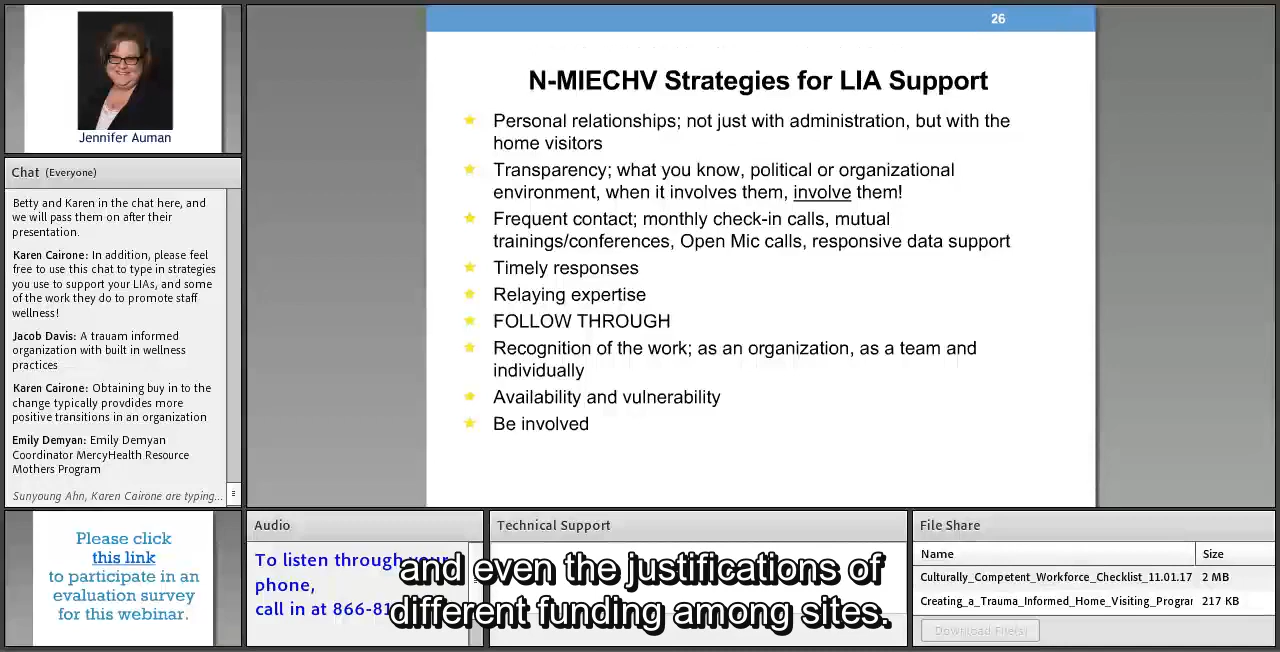 Jennifer Auman
Chat (Everyone)
Betty and Karen in the chat here, and
we will pass them on after their
presentation.
Karen Cairone: In addition, please feel
free to use this chat to type in strategies
you use to support your LIAs, and some
of the work they do to promote staff
wellness!
Jacob Davis: A trauam informed
organization with built in wellness
practices
Karen Cairone: Obtaining buy in to the
change typically provdides more
positive transitions in an organization
Emily Demyan: Emily Demyan
Coordinator MercyHealth Resource
Mothers Program
Sunyoung Ahn, Karen Cairone are typing...
Please click
this link
to participate in an
evaluation survey
for this webinar.
26
N-MIECHV Strategies for LIA Support
Personal relationships; not just with administration, but with the
home visitors
Transparency; what you know, political or organizational
environment, when it involves them, involve them!
Frequent contact; monthly check-in calls, mutual
trainings/conferences, Open Mic calls, responsive data support
Timely responses
Relaying expertise
FOLLOW THROUGH
Recognition of the work; as an organization, as a team and
individually
Availability and vulnerability
Be involved
Audio
To listen through your
phone,
call in at 866-81
Technical Support
and even the justifications of
different funding among sites.
File Share
Name Size
Culturally_Competent_Workforce_Checklist_11.01.17 2 MB
Creating_a_Trauma_Informed_Home_Visiting_Progra 217 KB
Download File(s)